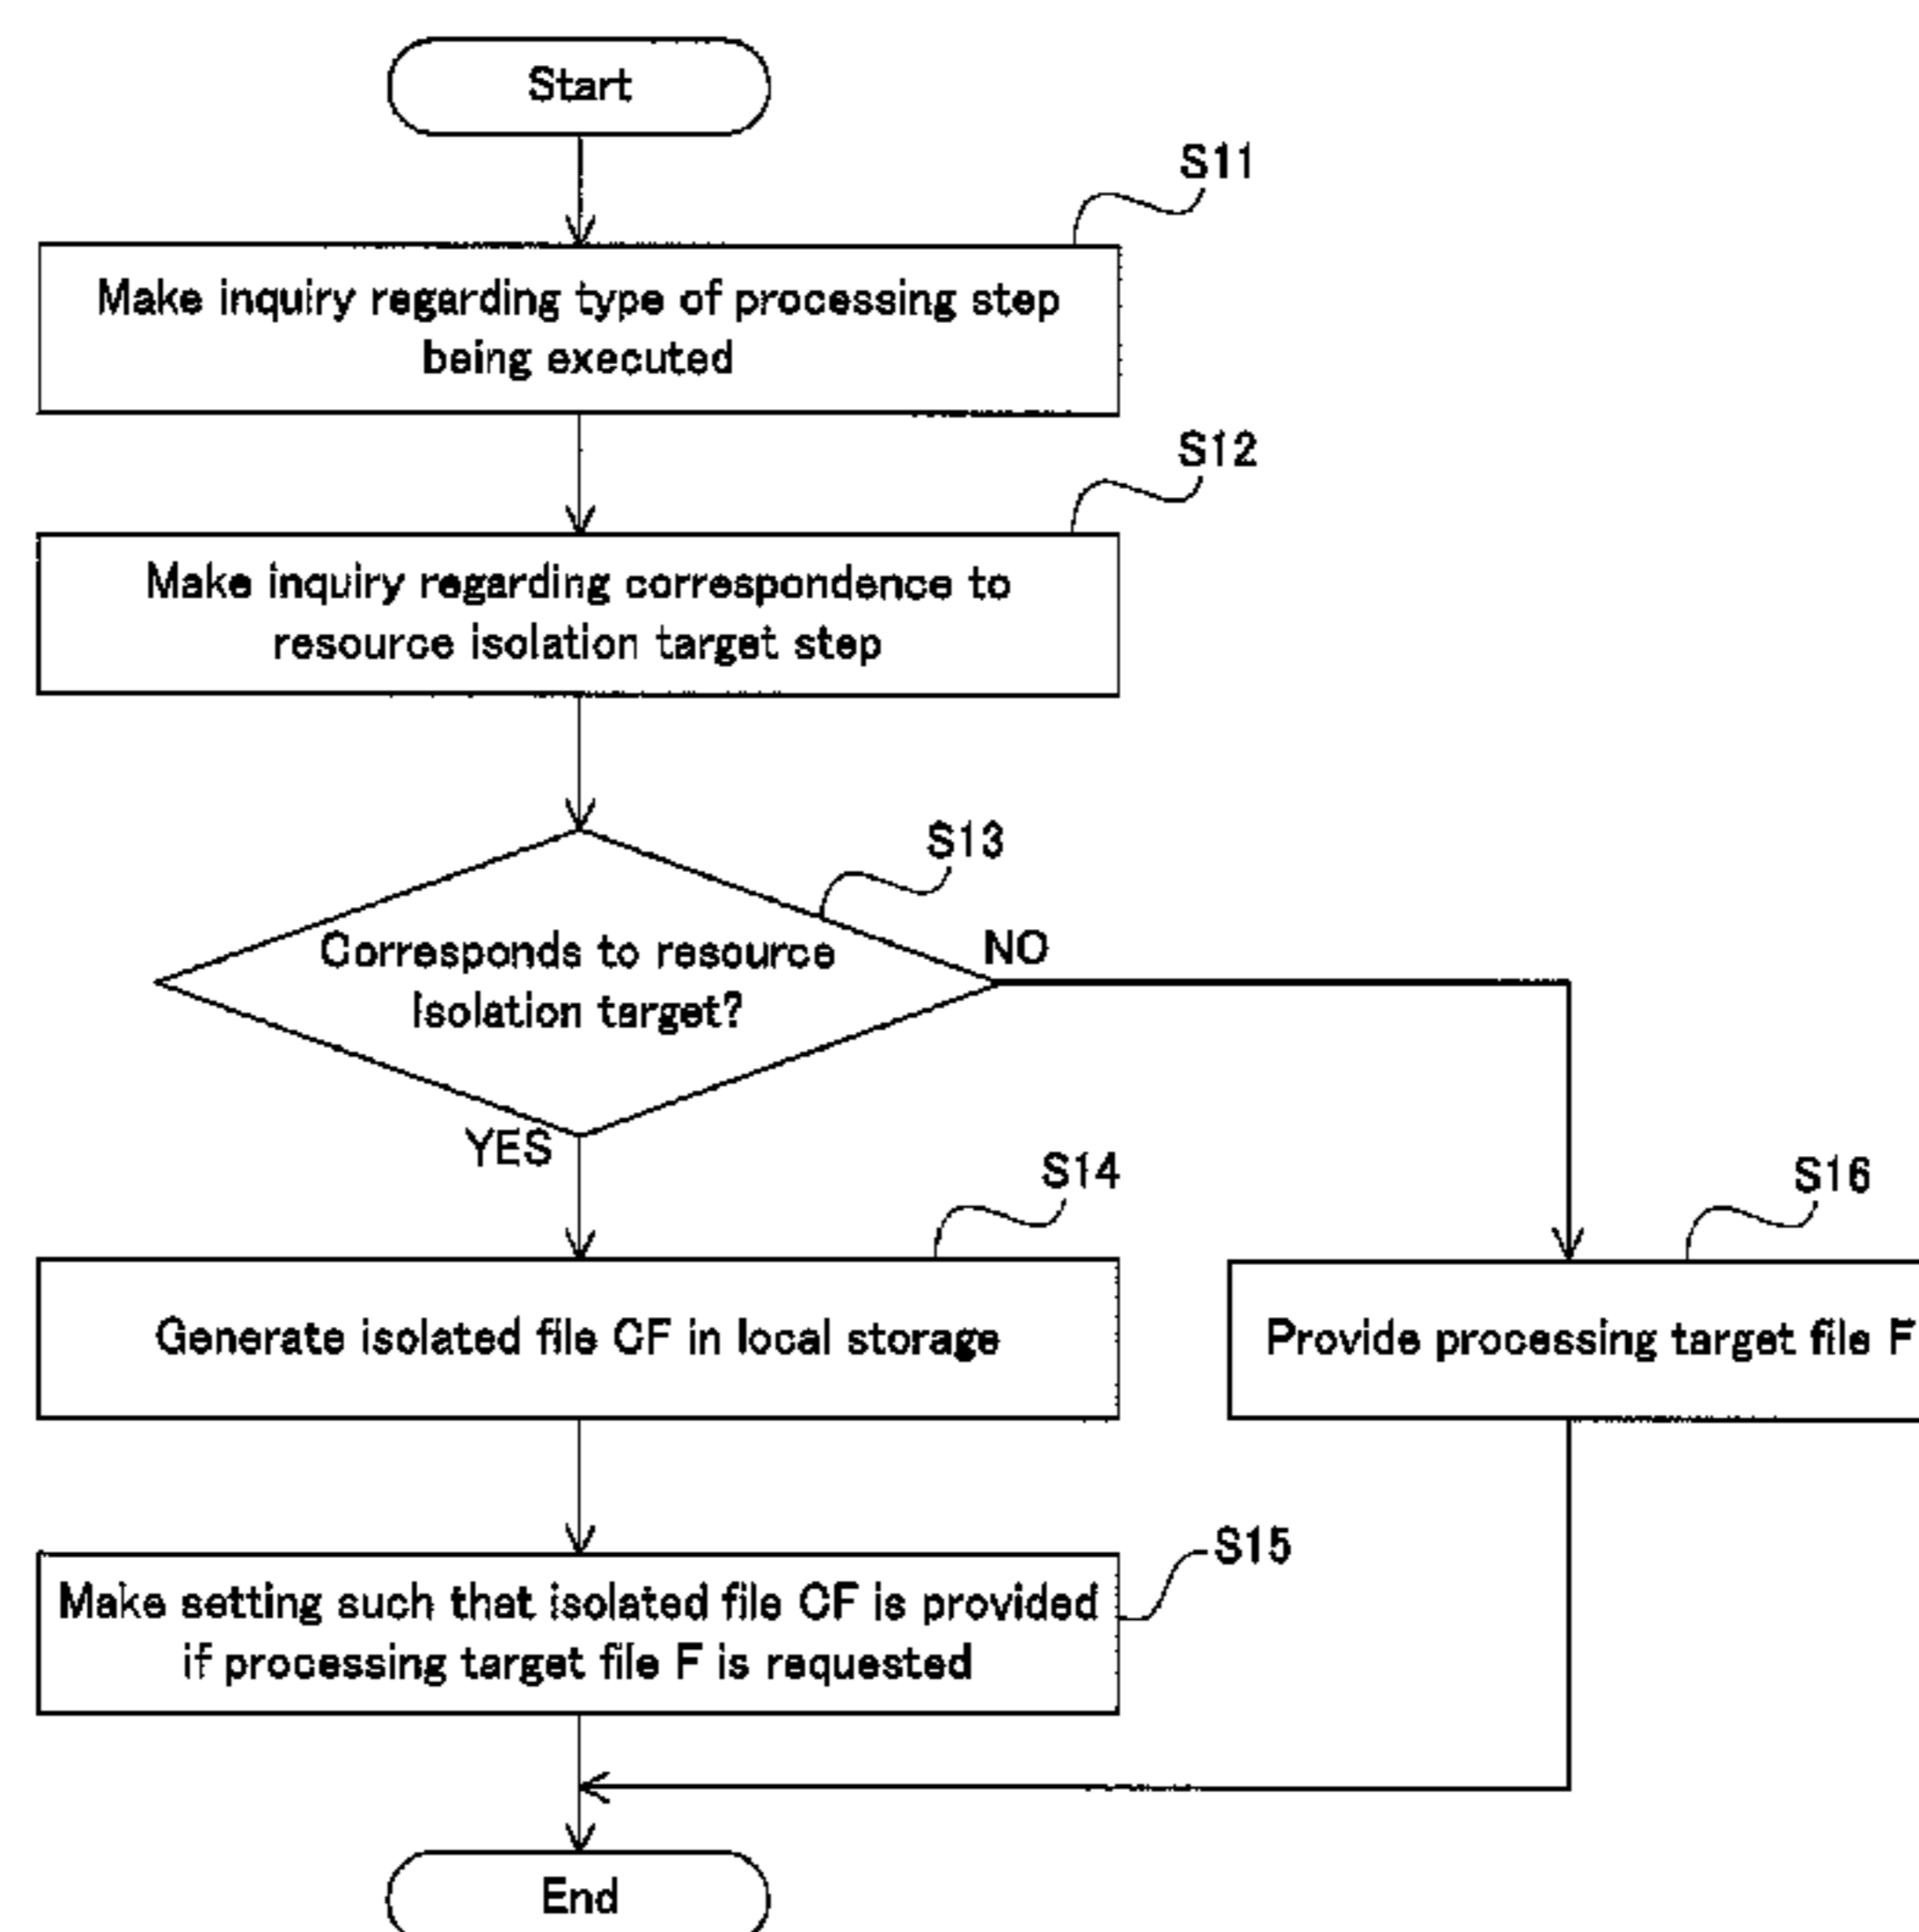 Start
S11
Make inquiry regarding type of processing step
being executed
S12
Make inquiry regarding correspondence to
resource isolation target step
S13
Corresponds to resource
isolation target?
NO
YES
S14
Generate isolated file CF in local storage
S16
Provide processing target file F
S15
Make setting such that isolated file CF is provided
if processing target file F is requested
End